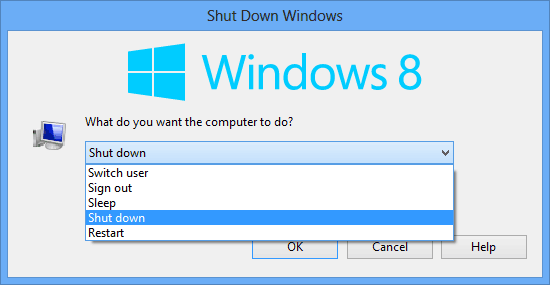 Shut Down Windows
Windows 8
What do you want the computer to do?
Shut down
Switch user
Sign out
Sleep
Shut down
Restart
OK Cancel Help